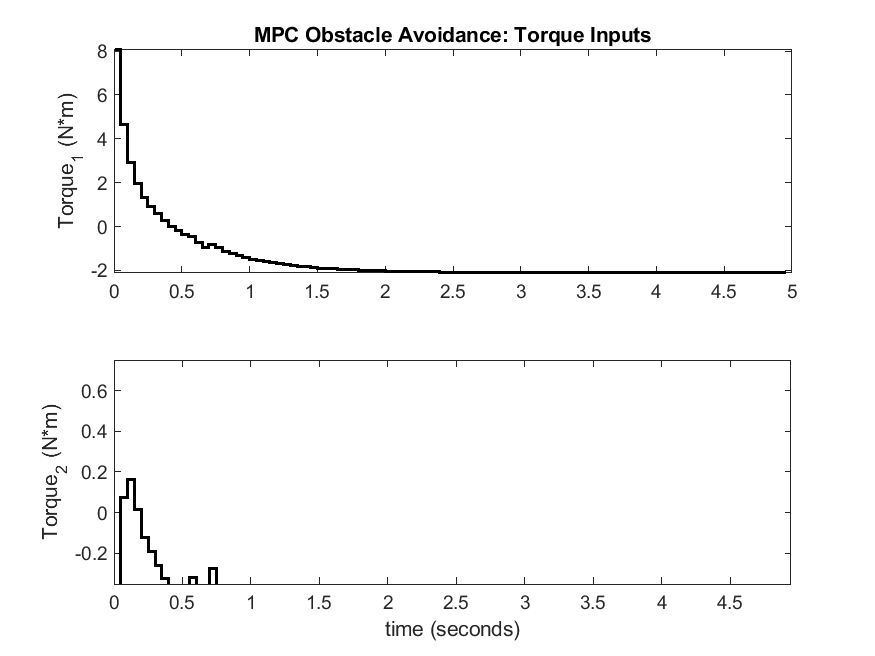 MPC Obstacle Avoidance: Torque Inputs
Torque_1 (N*m)
8
6
4
2
0
-2
0 0.5 1 1.5 2 2.5 3 3.5 4 4.5 5
Torque_2 (N*m)
0.6
0.4
0.2
0
-0.2
0 0.5 1 1.5 2 2.5 3 3.5 4 4.5
time (seconds)